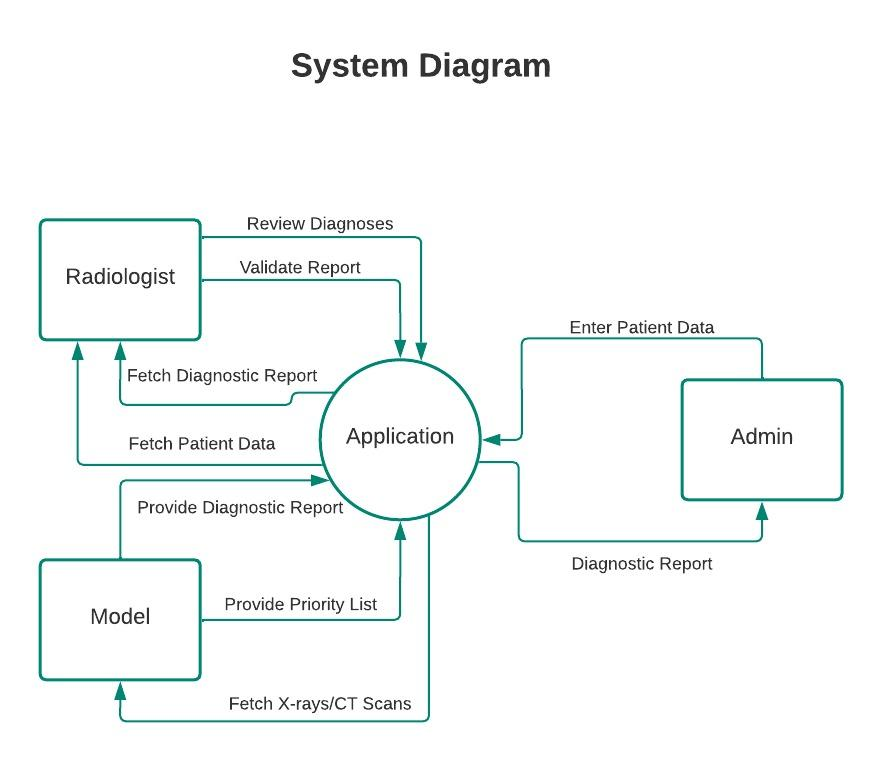 System Diagram
Review Diagnoses
Radiologist
Validate Report
Enter Patient Data
Fetch Diagnostic Report
Application
Admin
Fetch Patient Data
Provide Diagnostic Report
Diagnostic Report
Model
Provide Priority List
Fetch X-rays/CT Scans